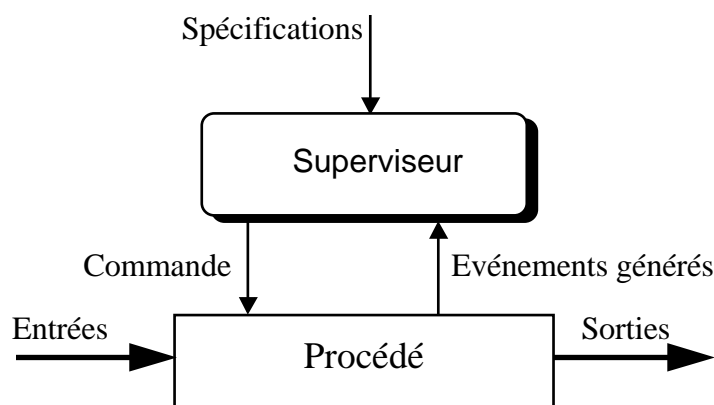 Spécifications
Superviseur
Commande
Evénements générés
Entrées
Procédé
Sorties